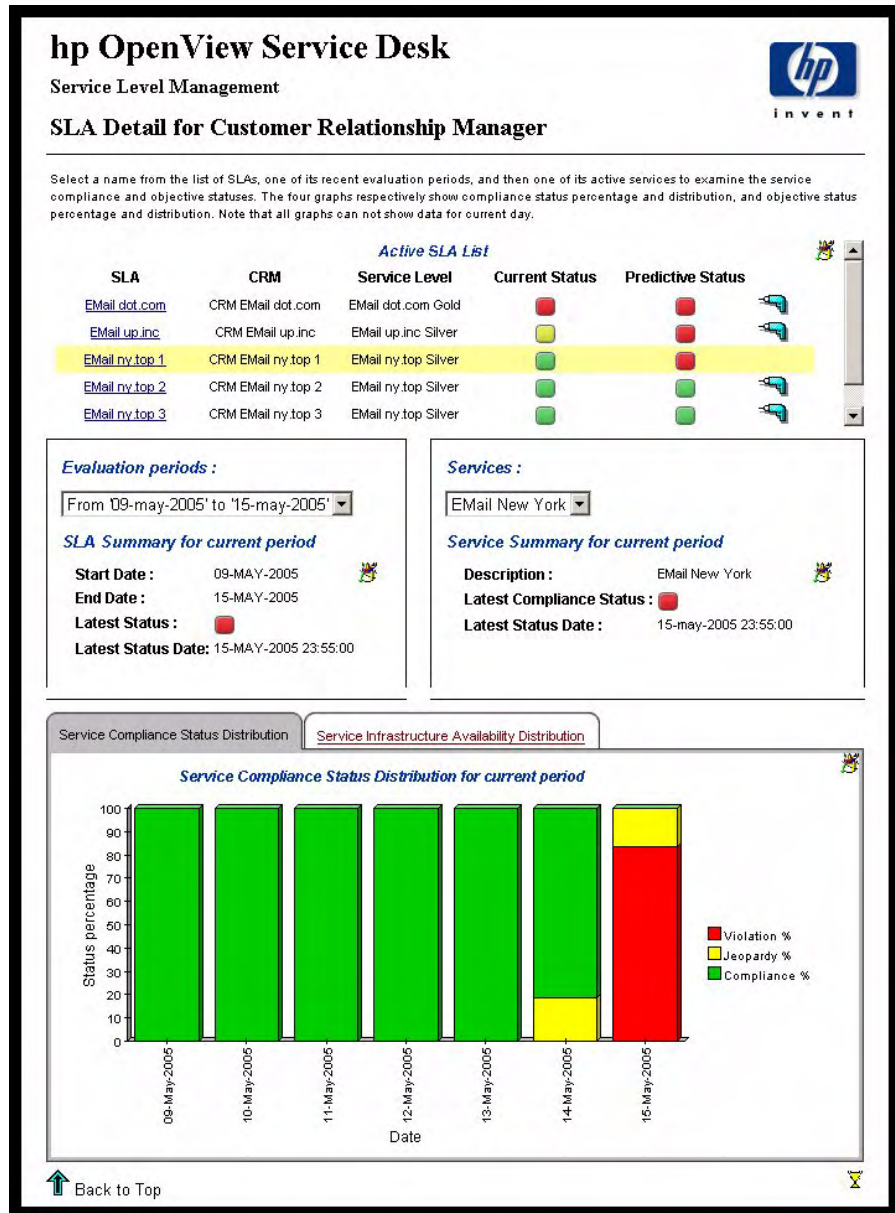 hp OpenView Service Desk
Service Level Management
SLA Detail for Customer Relationship Manager
hp
invent
Select a name from the list of SLAs, one of its recent evaluation periods, and then one of its active services to examine the service
compliance and objective statuses. The four graphs respectively show compliance status percentage and distribution, and objective status
percentage and distribution. Note that all graphs can not show data for current day.
Active SLA List
SLA CRM Service Level Current Status Predictive Status
EMail dot.com CRM EMail dot.com EMail dot.com Gold
EMail up.inc CRM EMail up.inc EMail up.inc Silver
EMail ny.top 1 CRM EMail ny.top 1 EMail ny.top Silver
EMail ny.top 2 CRM EMail ny.top 2 EMail ny.top Silver
EMail ny.top 3 CRM EMail ny.top 3 EMail ny.top Silver
Evaluation periods :
From '09-may-2005' to '15-may-2005'
SLA Summary for current period
Start Date : 09-MAY-2005
End Date : 15-MAY-2005
Latest Status :
Latest Status Date: 15-MAY-2005 23:55:00
Services :
EMail New York
Service Summary for current period
Description : EMail New York
Latest Compliance Status :
Latest Status Date : 15-may-2005 23:55:00
Service Compliance Status Distribution
Service Infrastructure Availability Distribution
Service Compliance Status Distribution for current period
Status percentage
100
90
80
70
60
50
40
30
20
10
0
09-May-2005
10-May-2005
11-May-2005
12-May-2005
13-May-2005
14-May-2005
15-May-2005
Date
Violation %
Jeopardy %
Compliance %
Back to Top